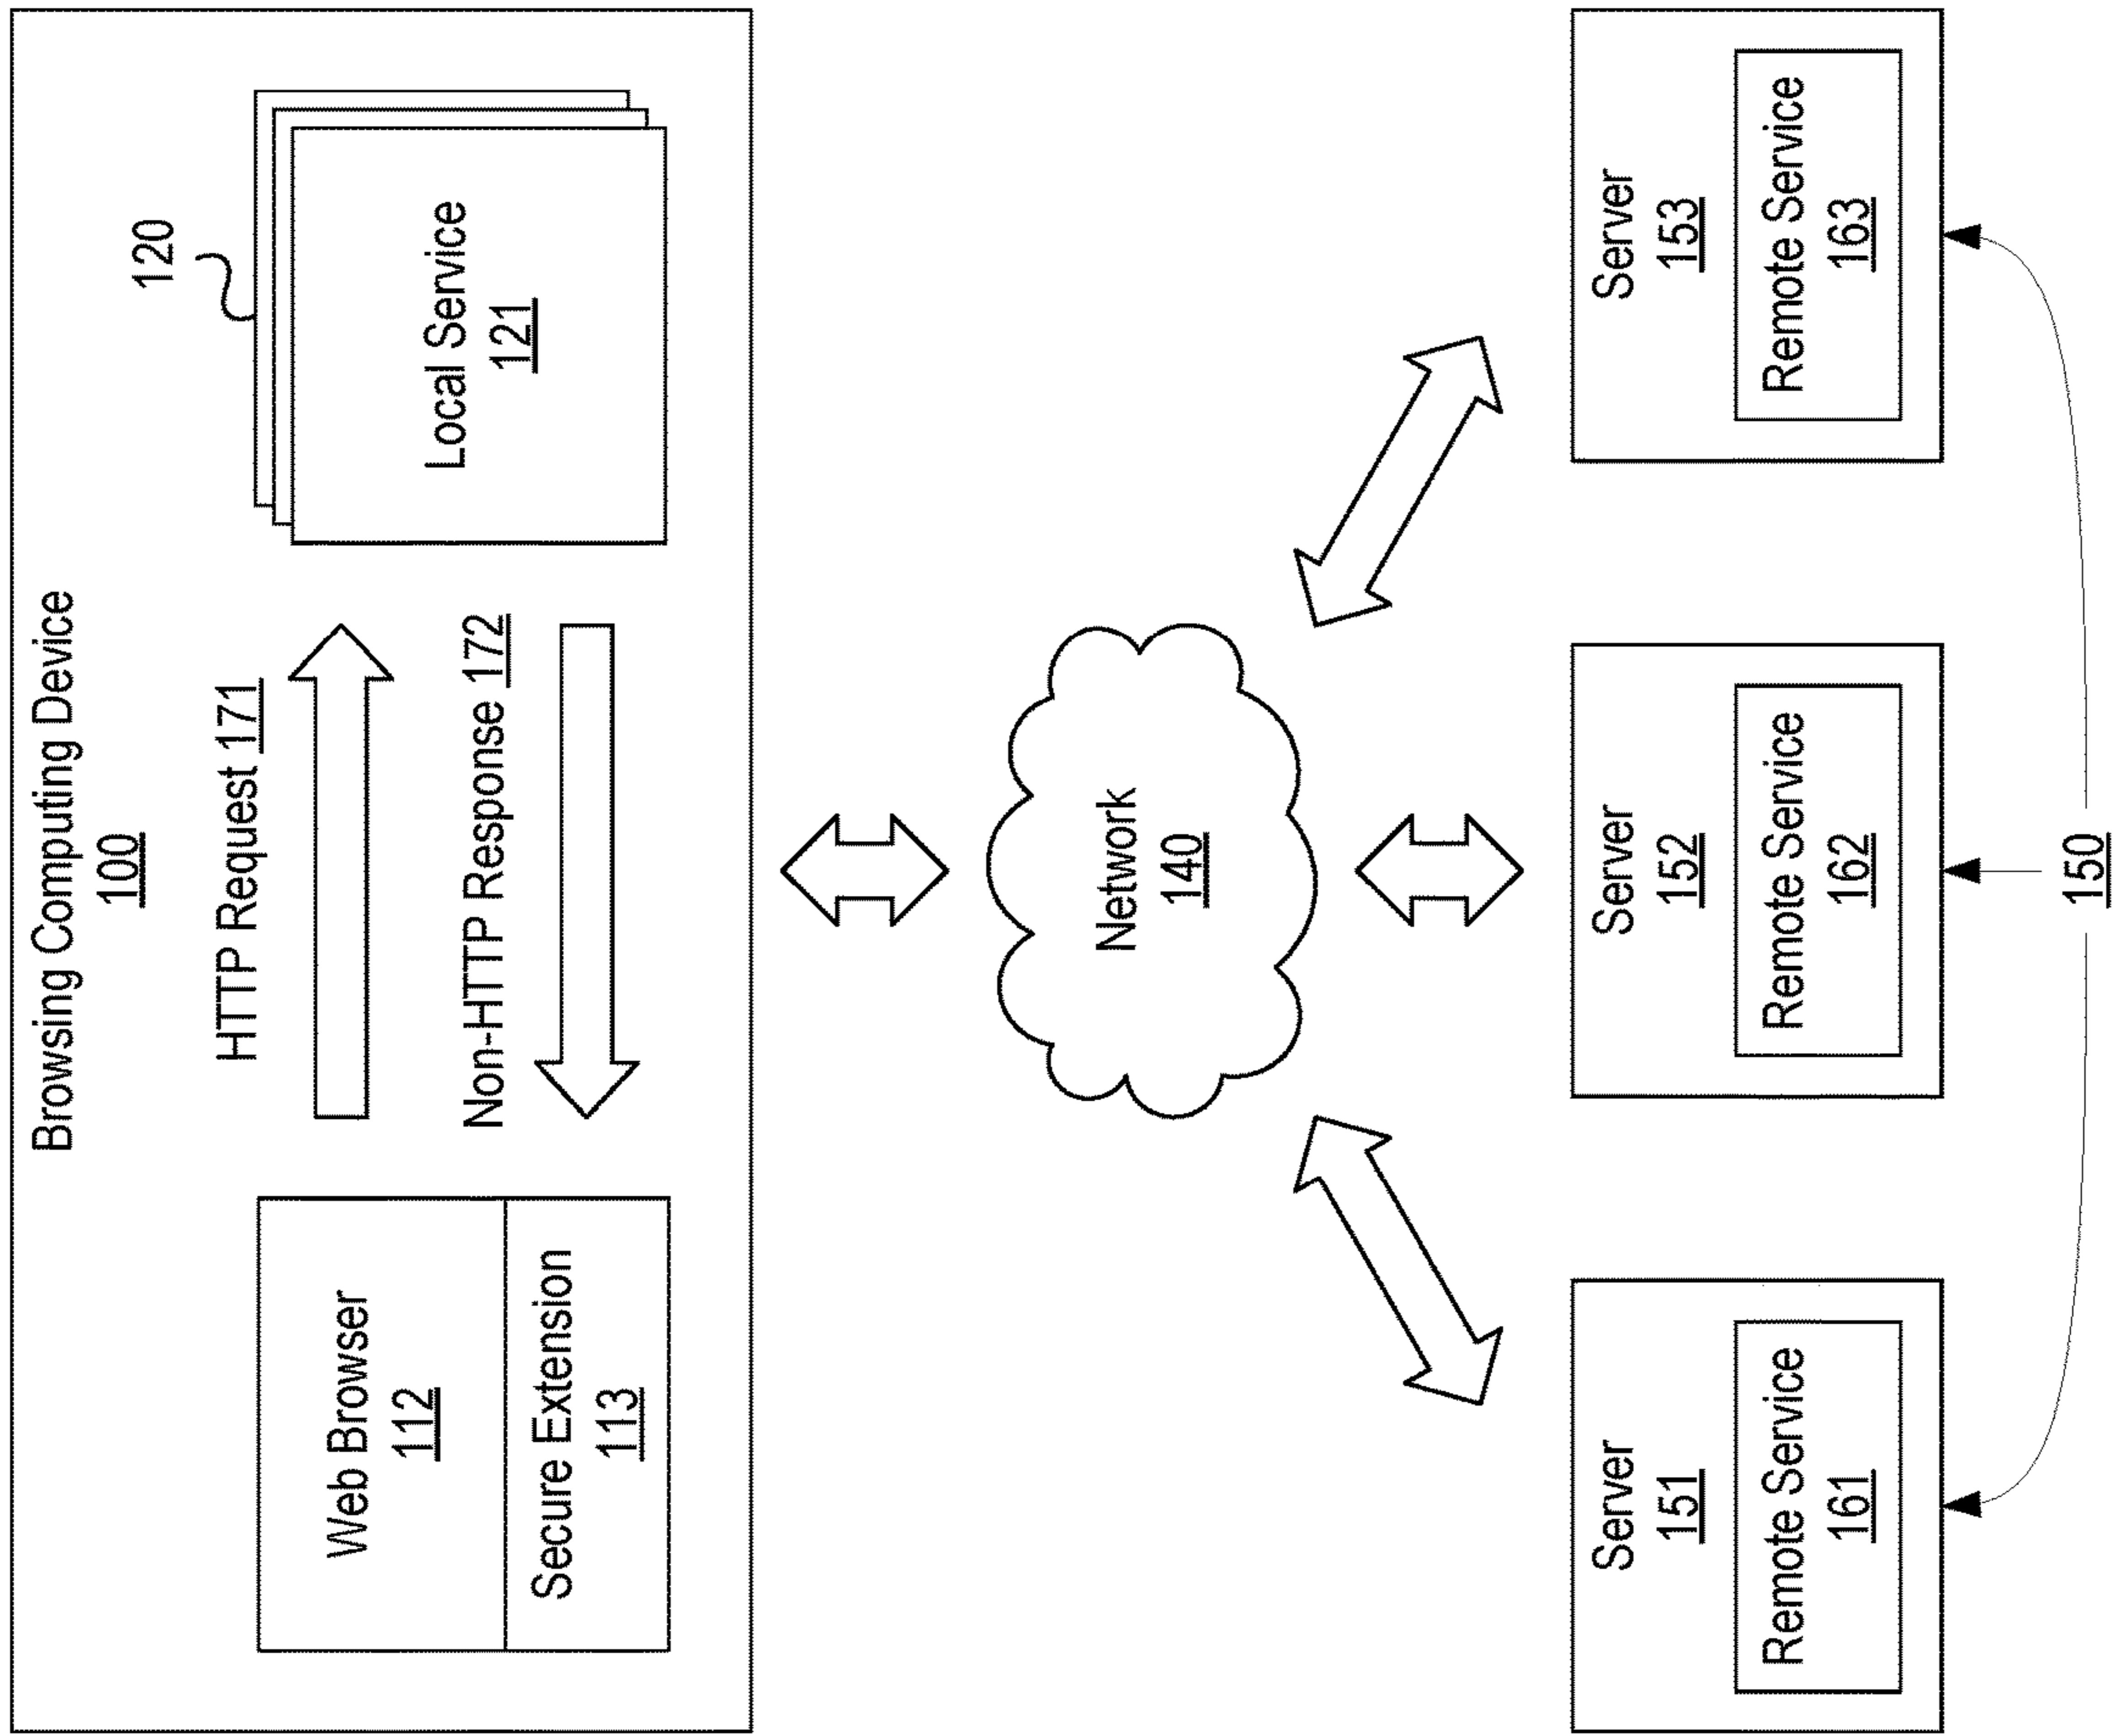 Browsing Computing Device
100
HTTP Request 171
120
Web Browser
112
Non-HTTP Response 172
Local Service
121
Secure Extension
113
Network
140
Server
151
Remote Service
161
Server
152
Remote Service
162
Server
153
Remote Service
163
150